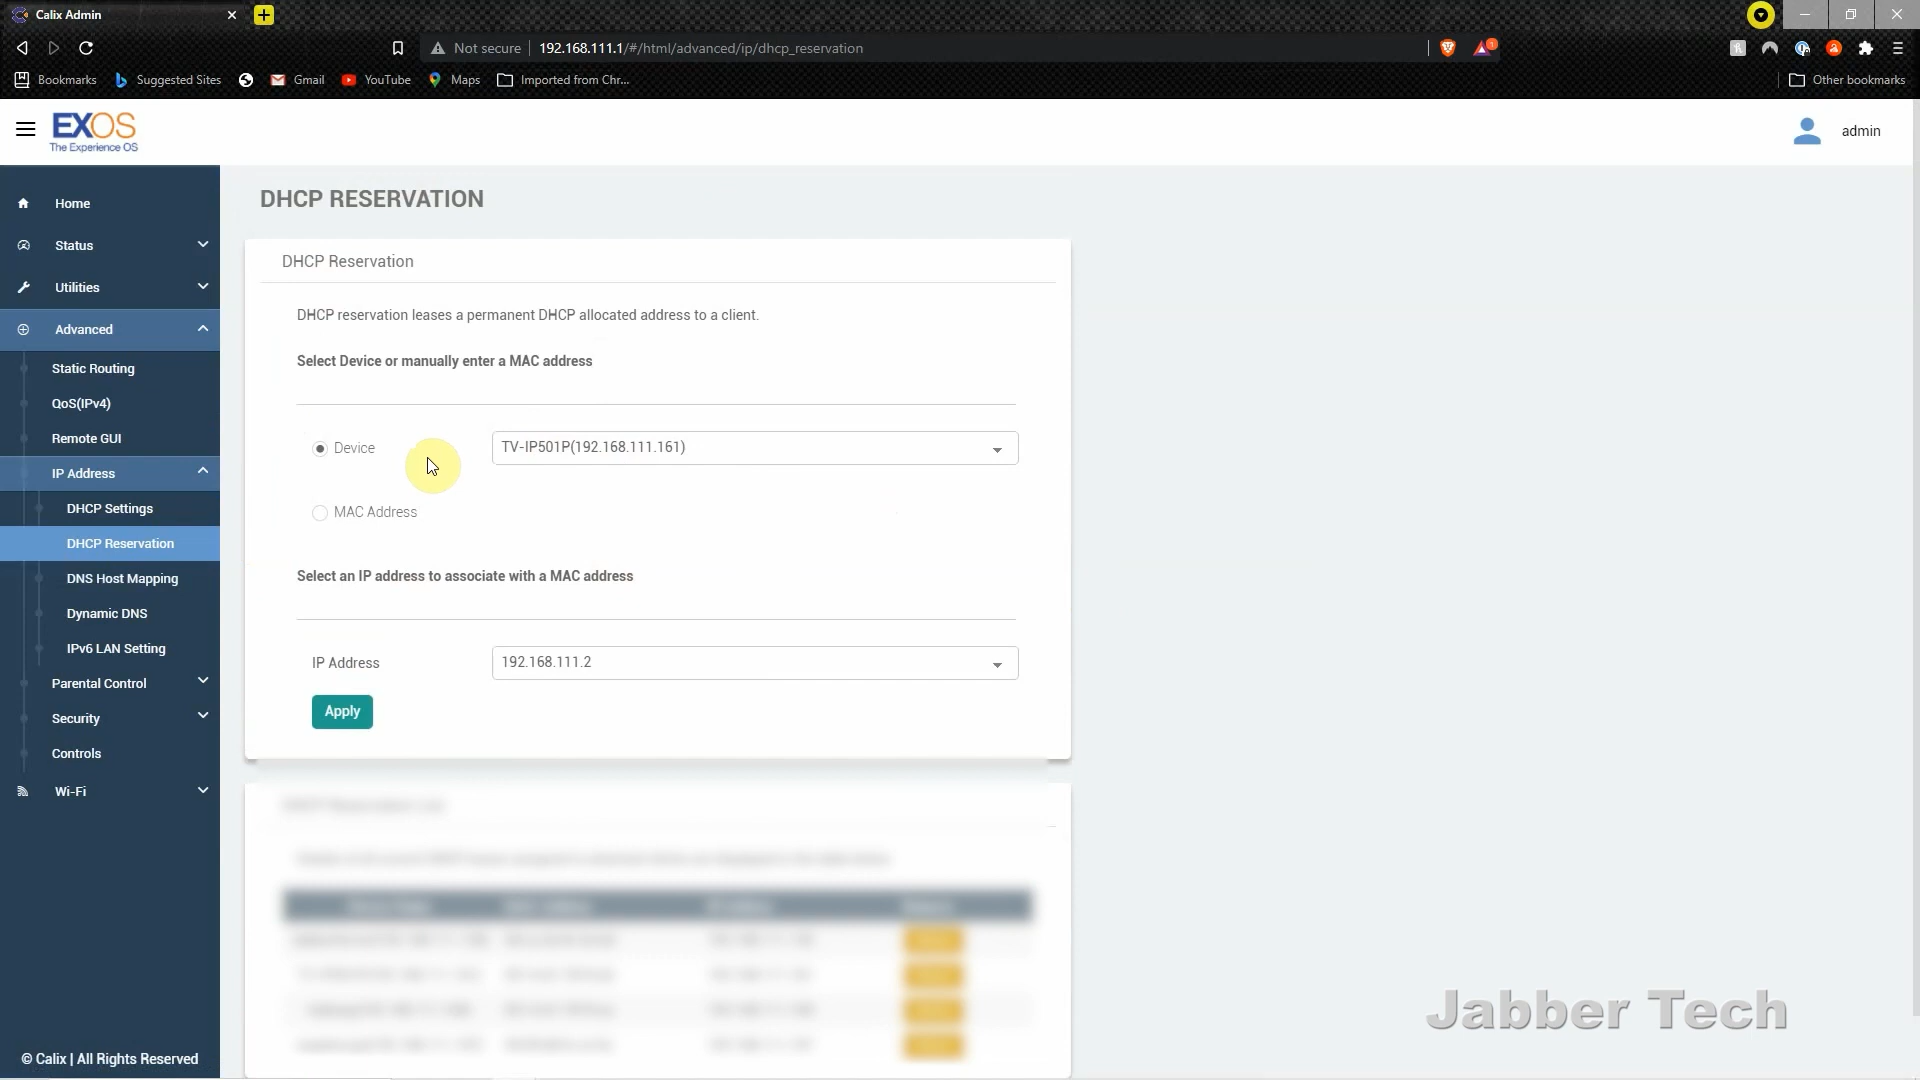 Calix Admin
Not secure 192.168.111.1/#/html/advanced/ip/dhcp_reservation
1
Bookmarks Suggested Sites Gmail YouTube Maps Imported from Chr... Other bookmarks
EXOS
The Experience OS
admin
Home
Status
Utilities
Advanced
Static Routing
QoS(IPv4)
Remote GUI
IP Address
DHCP Settings
DHCP Reservation
DNS Host Mapping
Dynamic DNS
IPv6 LAN Setting
Parental Control
Security
Controls
Wi-Fi
© Calix | All Rights Reserved
DHCP RESERVATION
DHCP Reservation
DHCP reservation leases a permanent DHCP allocated address to a client.
Select Device or manually enter a MAC address
Device TV-IP501P(192.168.111.161)
MAC Address
Select an IP address to associate with a MAC address
IP Address 192.168.111.2
Apply
Jabber Tech